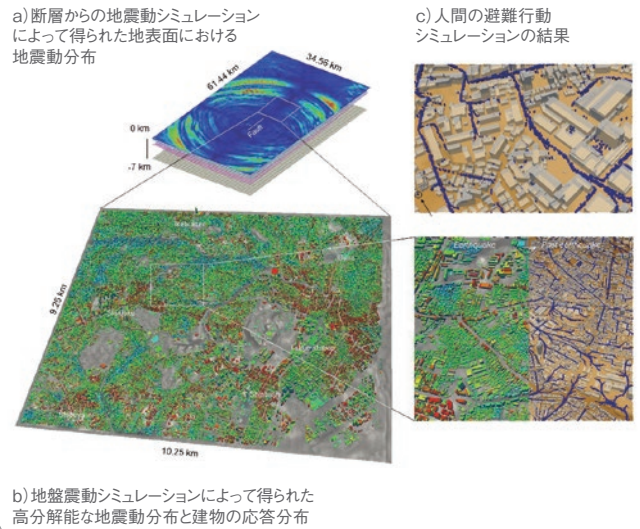 a)断層からの地震動シミュレーション
によって得られた地表面における
地震動分布
c)人間の避難行動
シミュレーションの結果
61.44 km
34.56 km
0 km
Fault
.7 km
9.25 km
Earthquake
Post earthquake
10.25 km
b)地盤震動シミュレーションによって得られた
高分解能な地震動分布と建物の応答分布